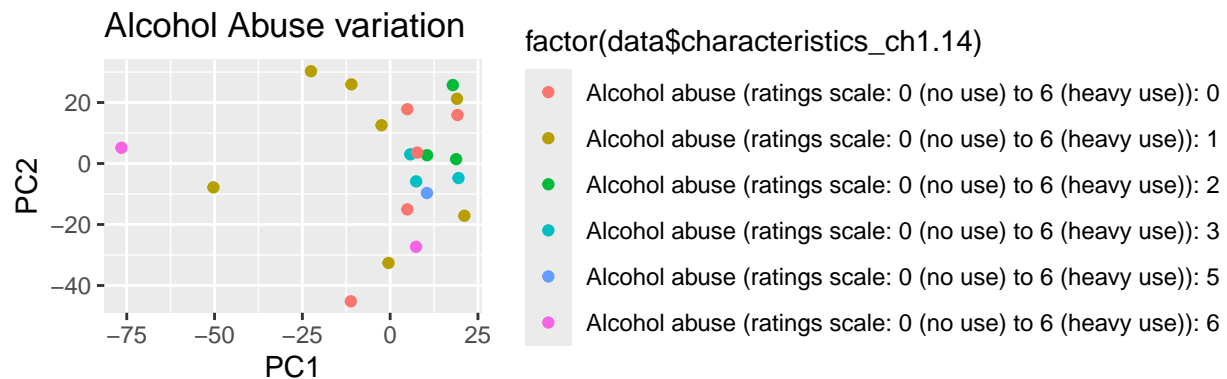 Alcohol Abuse variation
PC2
20
0
−20
−40
−75 −50 −25 0 25
PC1
factor(data$characteristics_ch1.14)
Alcohol abuse (ratings scale: 0 (no use) to 6 (heavy use)): 0
Alcohol abuse (ratings scale: 0 (no use) to 6 (heavy use)): 1
Alcohol abuse (ratings scale: 0 (no use) to 6 (heavy use)): 2
Alcohol abuse (ratings scale: 0 (no use) to 6 (heavy use)): 3
Alcohol abuse (ratings scale: 0 (no use) to 6 (heavy use)): 5
Alcohol abuse (ratings scale: 0 (no use) to 6 (heavy use)): 6